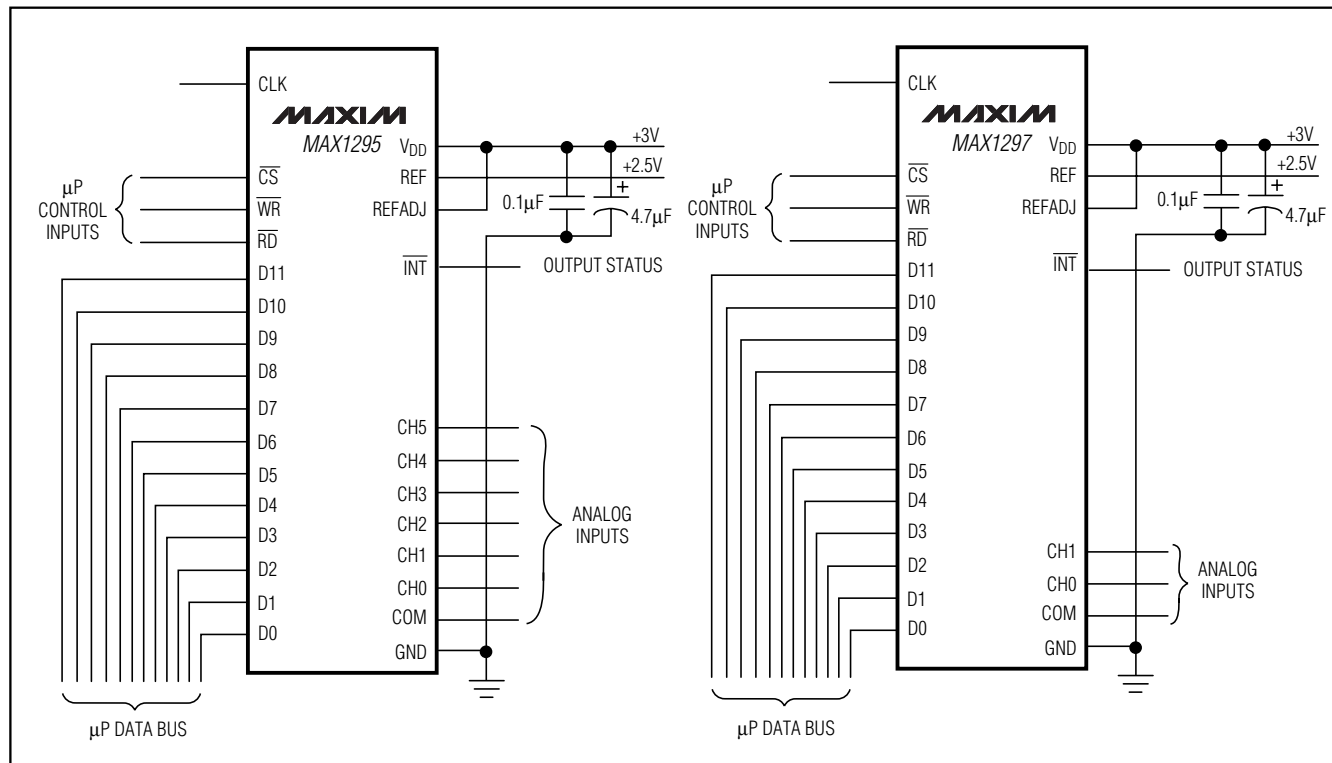 CLK
MAXIM
MAX1295
VDD
+3V
REF
+2.5V
REFADJ
0.1µF
+
4.7µF
µP
CONTROL
INPUTS
CS
WR
RD
INT
OUTPUT STATUS
D11
D10
D9
D8
D7
D6
D5
D4
D3
D2
D1
D0
CH5
CH4
CH3
CH2
CH1
CH0
COM
GND
ANALOG
INPUTS
µP DATA BUS
CLK
MAXIM
MAX1297
VDD
+3V
REF
+2.5V
REFADJ
0.1µF
+
4.7µF
µP
CONTROL
INPUTS
CS
WR
RD
INT
OUTPUT STATUS
D11
D10
D9
D8
D7
D6
D5
D4
D3
D2
D1
D0
CH1
CH0
COM
GND
ANALOG
INPUTS
µP DATA BUS